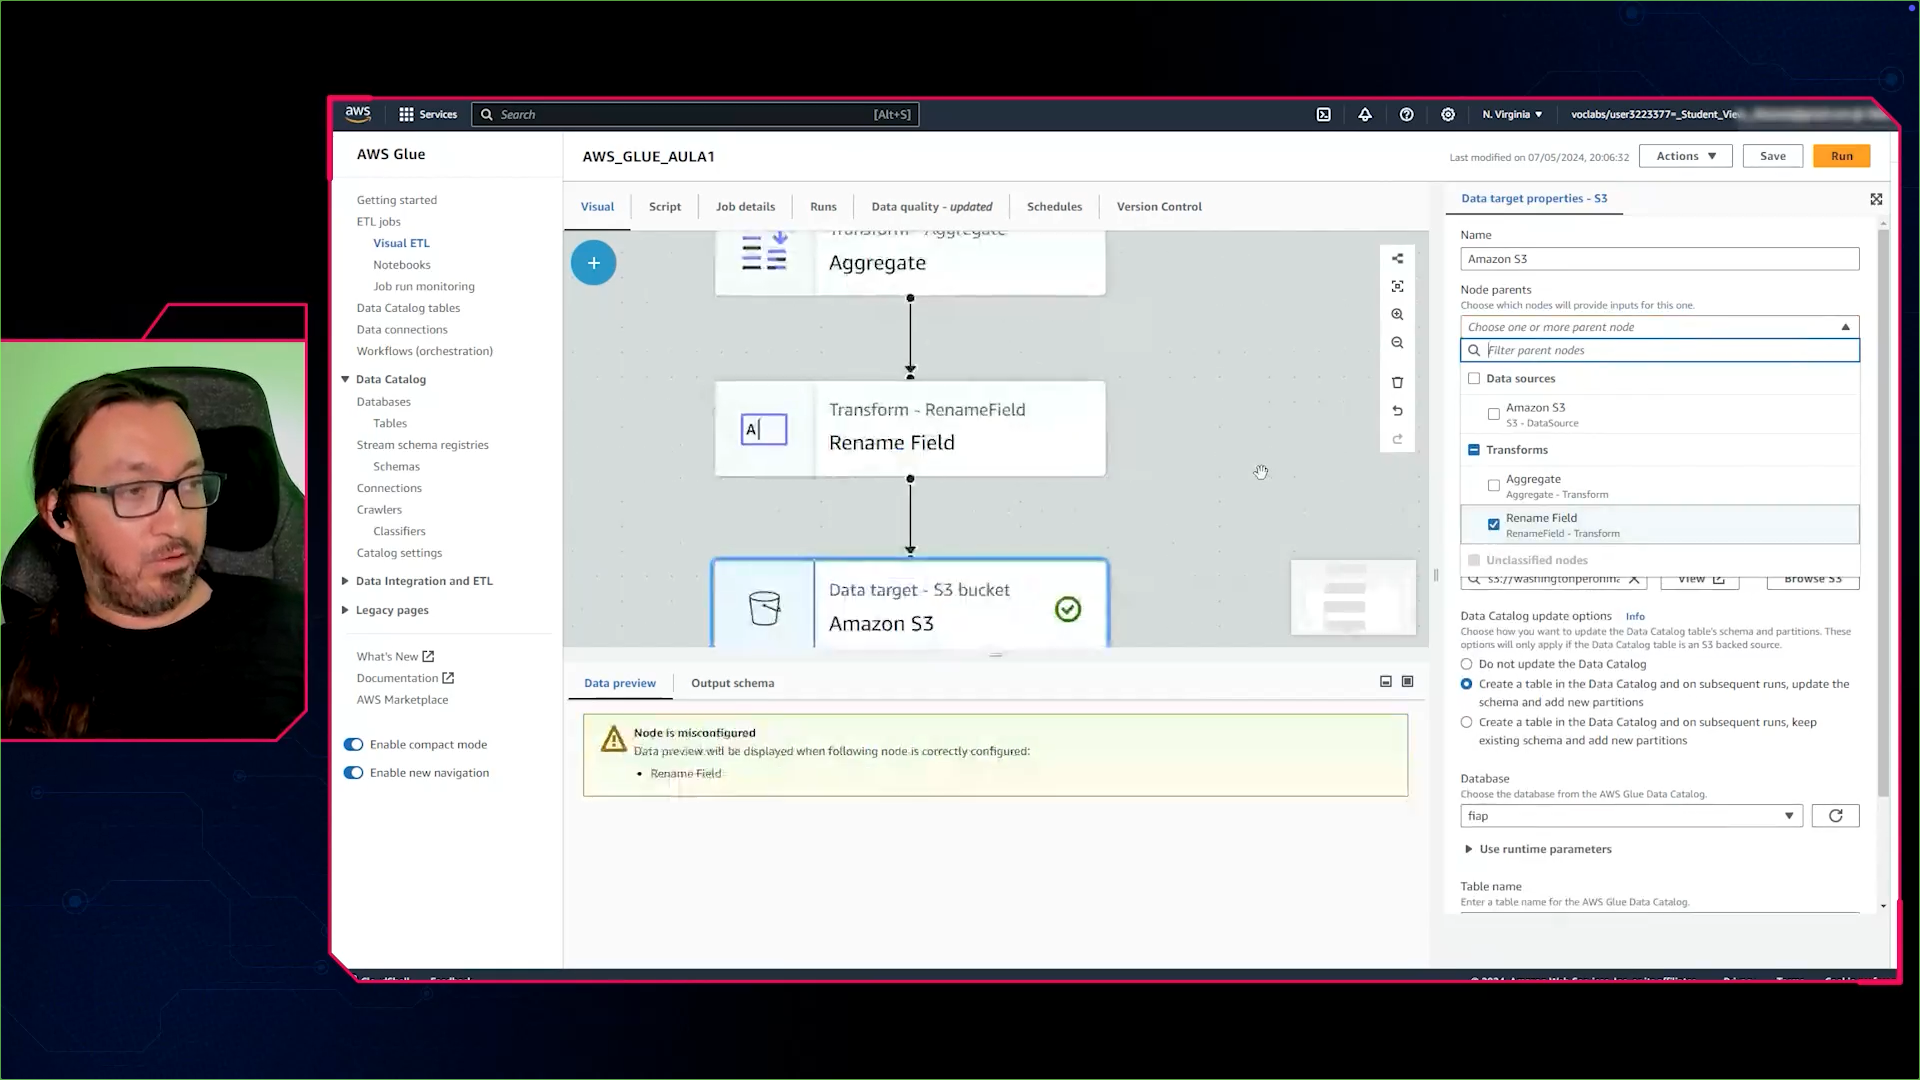 aws
Services
Search
[Alt+S]
N. Virginia
voclabs/user3223377=_Student_Vie
AWS Glue
Getting started
ETL jobs
Visual ETL
Notebooks
Job run monitoring
Data Catalog tables
Data connections
Workflows (orchestration)
Data Catalog
Databases
Tables
Stream schema registries
Schemas
Connections
Crawlers
Classifiers
Catalog settings
Data Integration and ETL
Legacy pages
What's New
Documentation
AWS Marketplace
Enable compact mode
Enable new navigation
AWS_GLUE_AULA1
Last modified on 07/05/2024, 20:06:32
Actions
Save
Run
Visual
Script
Job details
Runs
Data quality - updated
Schedules
Version Control
Transform - Aggregate
Aggregate
A
Transform - RenameField
Rename Field
Data target - S3 bucket
Amazon S3
Data preview
Output schema
Node is misconfigured
Data preview will be displayed when following node is correctly configured:
• Rename Field
Data target properties - S3
Name
Amazon S3
Node parents
Choose which nodes will provide inputs for this one.
Choose one or more parent node
Filter parent nodes
Data sources
Amazon S3
S3 - DataSource
Transforms
Aggregate
Aggregate - Transform
Rename Field
RenameField - Transform
Unclassified nodes
View
Browse S3
Data Catalog update options
Info
Choose how you want to update the Data Catalog table's schema and partitions. These
options will only apply if the Data Catalog table is an S3 backed source.
Do not update the Data Catalog
Create a table in the Data Catalog and on subsequent runs, update the
schema and add new partitions
Create a table in the Data Catalog and on subsequent runs, keep
existing schema and add new partitions
Database
Choose the database from the AWS Glue Data Catalog.
fiap
Use runtime parameters
Table name
Enter a table name for the AWS Glue Data Catalog.